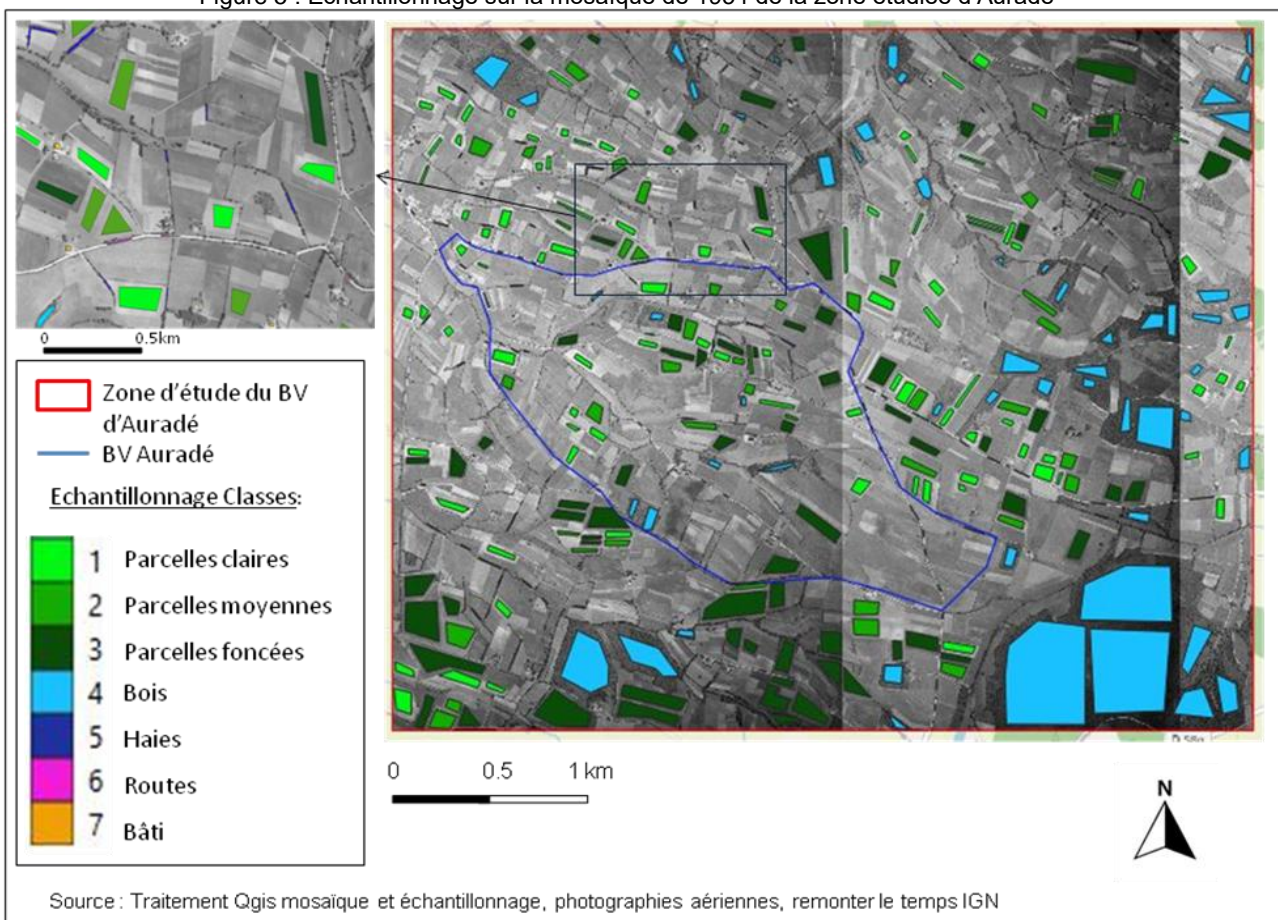 0 0.5km
Zone d'étude du BV
d'Auradé
BV Auradé
Echantillonnage Classes:
1 Parcelles claires
2 Parcelles moyennes
3 Parcelles foncées
4 Bois
5 Haies
6 Routes
7 Bâti
0 0.5 1 km
N
Source : Traitement Qgis mosaïque et échantillonnage, photographies aériennes, remonter le temps IGN